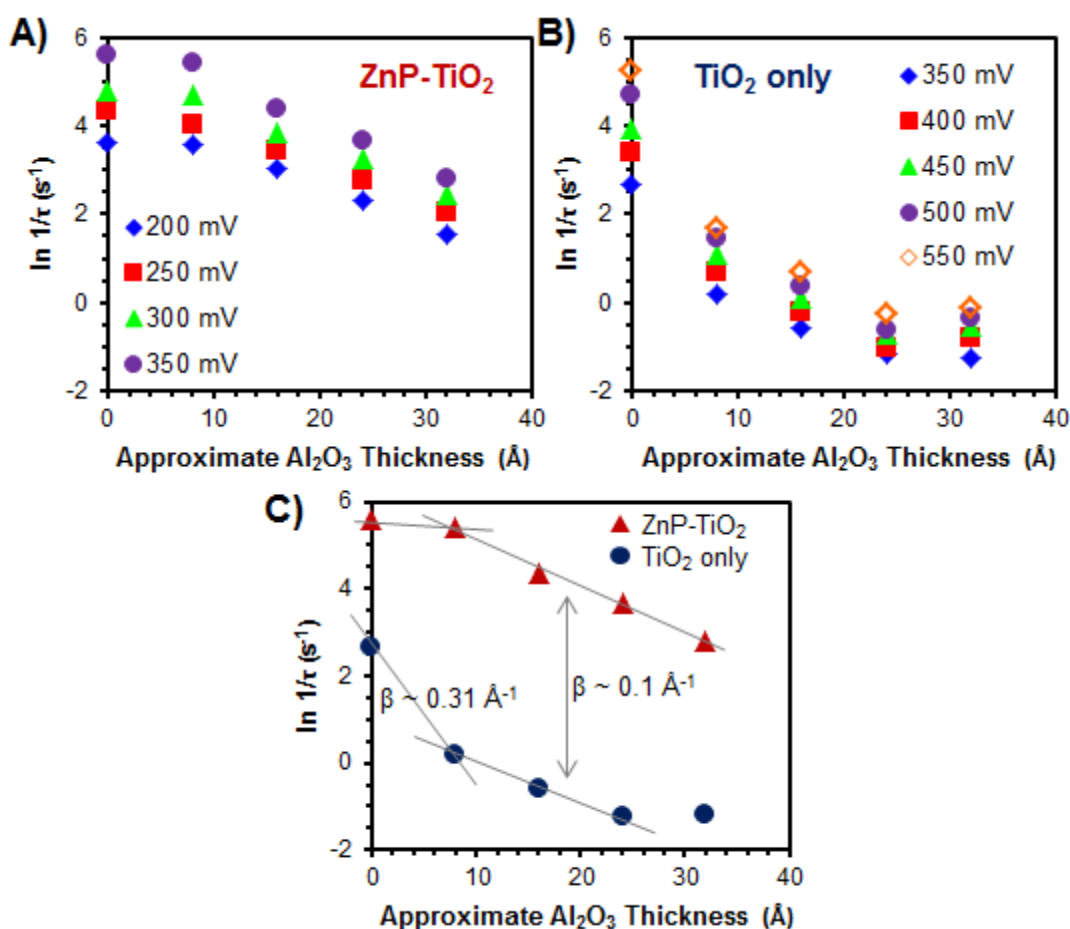 A)
ZnP-TiO₂
6
4
2
0
-2
ln 1/τ (s⁻¹)
200 mV
250 mV
300 mV
350 mV
0 10 20 30 40
Approximate Al₂O₃ Thickness (Å)
B)
TiO₂ only
6
4
2
0
-2
ln 1/τ (s⁻¹)
350 mV
400 mV
450 mV
500 mV
550 mV
0 10 20 30 40
Approximate Al₂O₃ Thickness (Å)
C)
6
4
2
0
-2
ln 1/τ (s⁻¹)
ZnP-TiO₂
TiO₂ only
β ~ 0.31 Å⁻¹
β ~ 0.1 Å⁻¹
0 10 20 30 40
Approximate Al₂O₃ Thickness (Å)